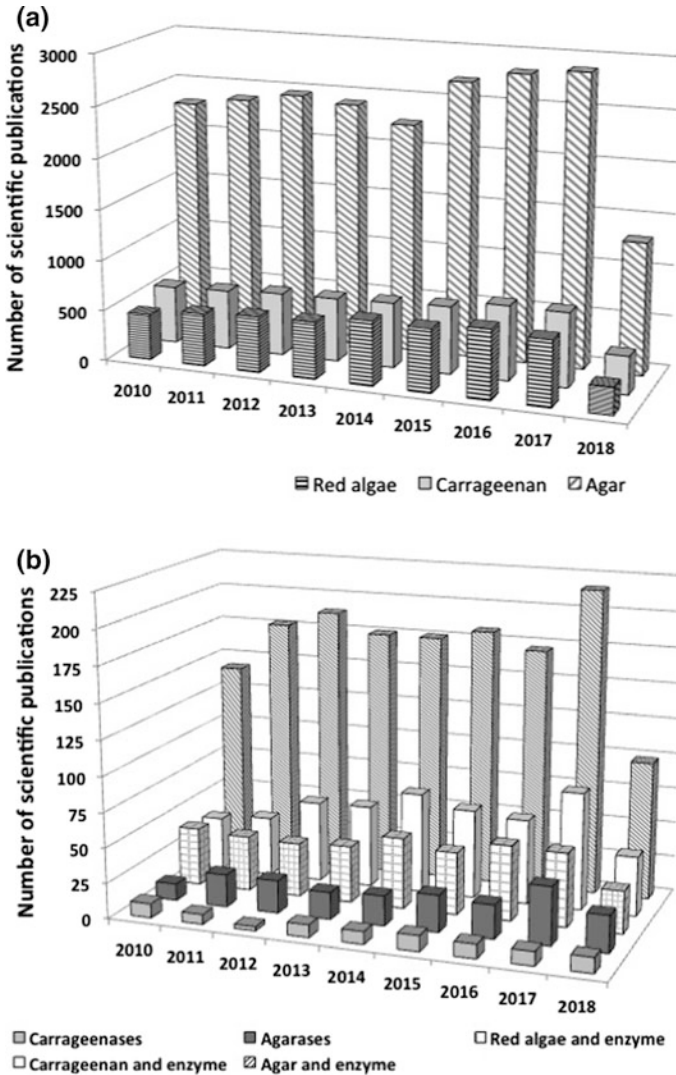 (a)
Number of scientific publications
3000
2500
2000
1500
1000
500
0
2010
2011
2012
2013
2014
2015
2016
2017
2018
Red algae
Carrageenan
Agar
(b)
Number of scientific publications
225
200
175
150
125
100
75
50
25
0
2010
2011
2012
2013
2014
2015
2016
2017
2018
Carrageenases
Agarases
Red algae and enzyme
Carrageenan and enzyme
Agar and enzyme